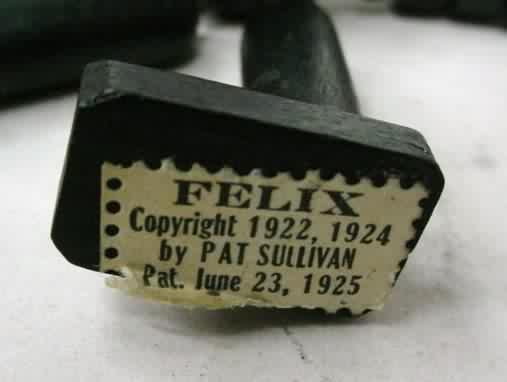 FELIX
Copyright 1922, 1924
by PAT SULLIVAN
Pat. June 23, 1925